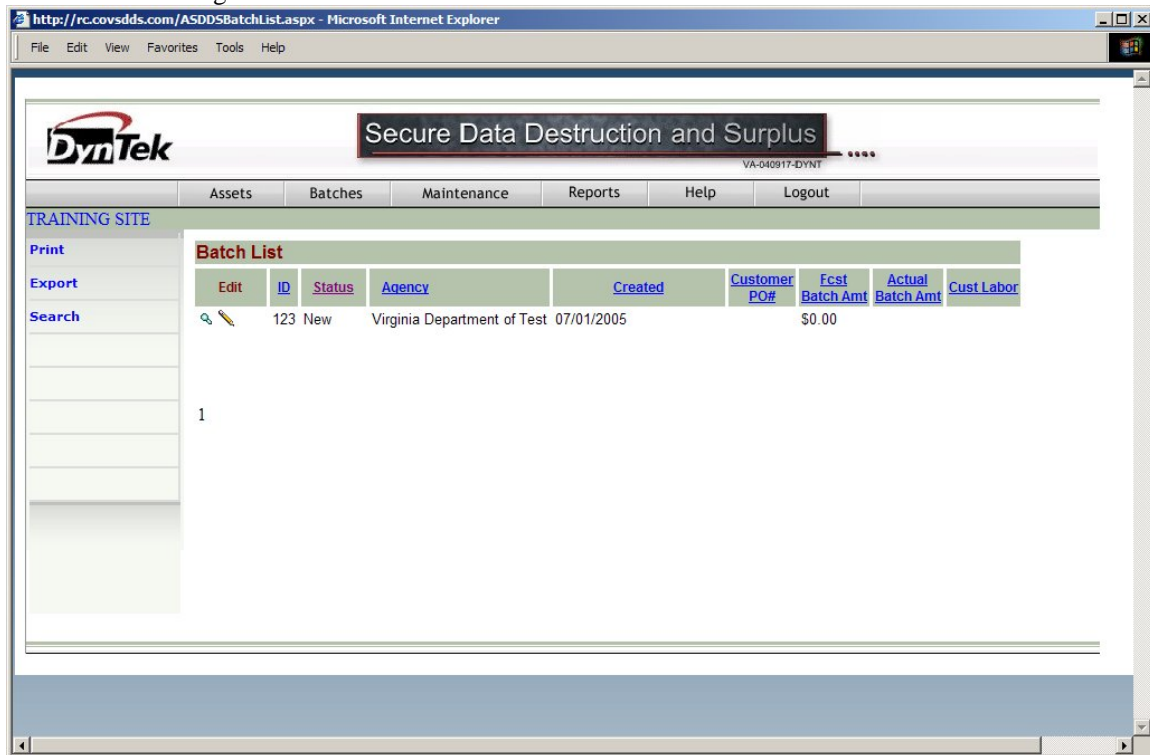 http://rc.covsdds.com/ASDDSBatchList.aspx - Microsoft Internet Explorer
File Edit View Favorites Tools Help
DynTek
Secure Data Destruction and Surplus
VA-040917-DYNT
Assets Batches Maintenance Reports Help Logout
TRAINING SITE
Print
Export
Search
Batch List
Edit ID Status Agency Created Customer PO# Fcst Batch Amt Actual Batch Amt Cust Labor
123 New Virginia Department of Test 07/01/2005 $0.00
1